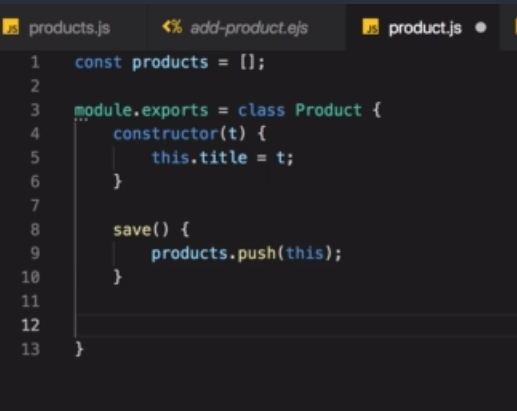 JS products.js <% add-product.ejs JS product.js ●
1 const products = [];
2
3 module.exports = class Product {
4     constructor(t) {
5         this.title = t;
6     }
7
8     save() {
9         products.push(this);
10     }
11
12
13 }